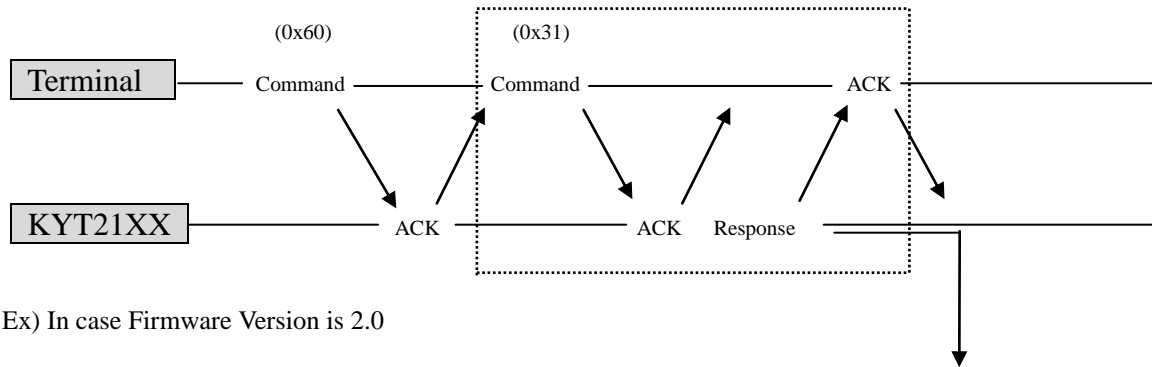 (0x60) (0x31)
Terminal Command Command ACK
KYT21XX ACK ACK Response
Ex) In case Firmware Version is 2.0